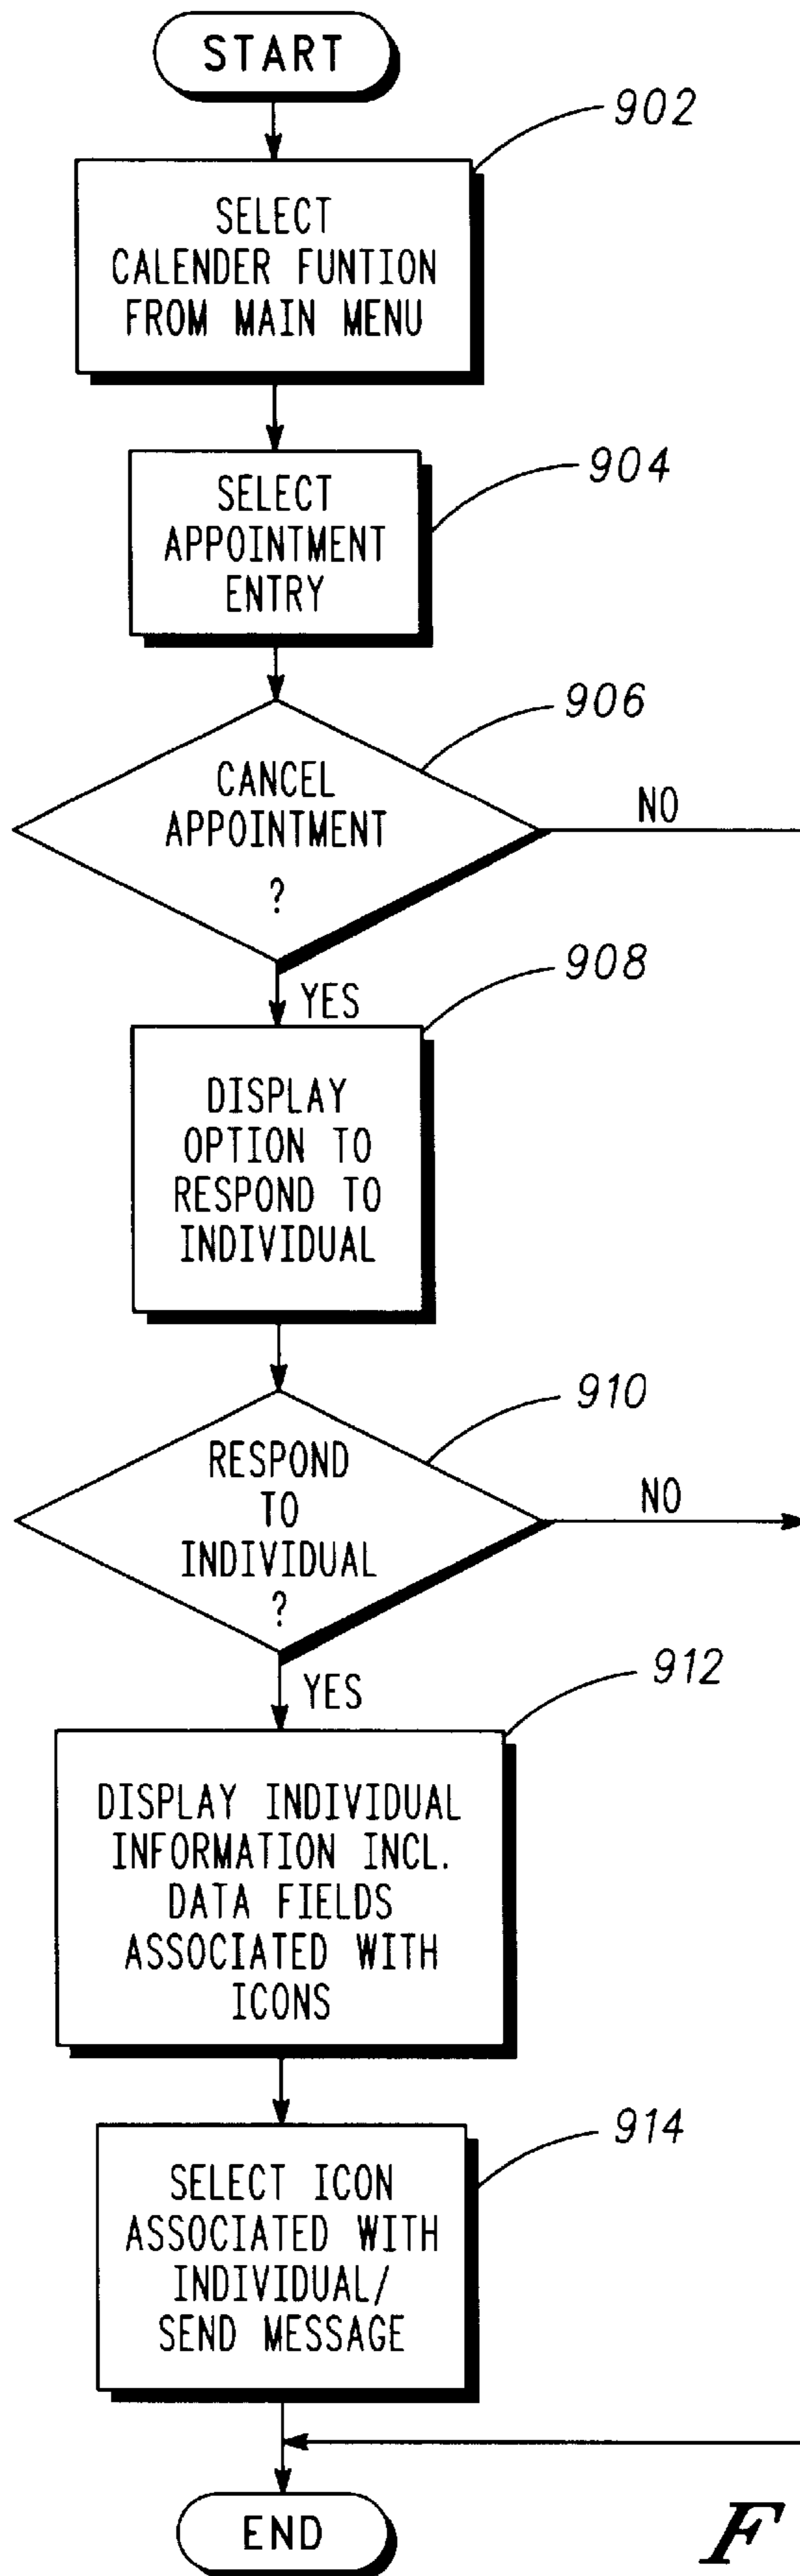 START
902
SELECT
CALENDER FUNTION
FROM MAIN MENU
904
SELECT
APPOINTMENT
ENTRY
906
CANCEL
APPOINTMENT
?
NO
YES
908
DISPLAY
OPTION TO
RESPOND TO
INDIVIDUAL
910
RESPOND
TO
INDIVIDUAL
?
NO
YES
912
DISPLAY INDIVIDUAL
INFORMATION INCL.
DATA FIELDS
ASSOCIATED WITH
ICONS
914
SELECT ICON
ASSOCIATED WITH
INDIVIDUAL/
SEND MESSAGE
END
F